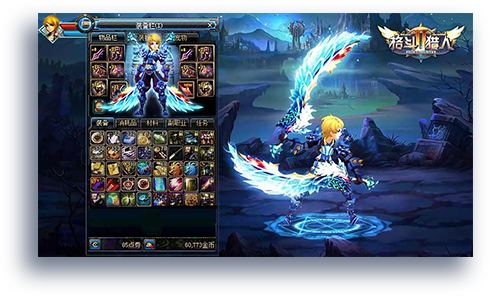 装备栏(I)
物品栏
宠物
装备 消耗品 材料 副职业 任务
85点券 60,773金币
格斗猎人
II